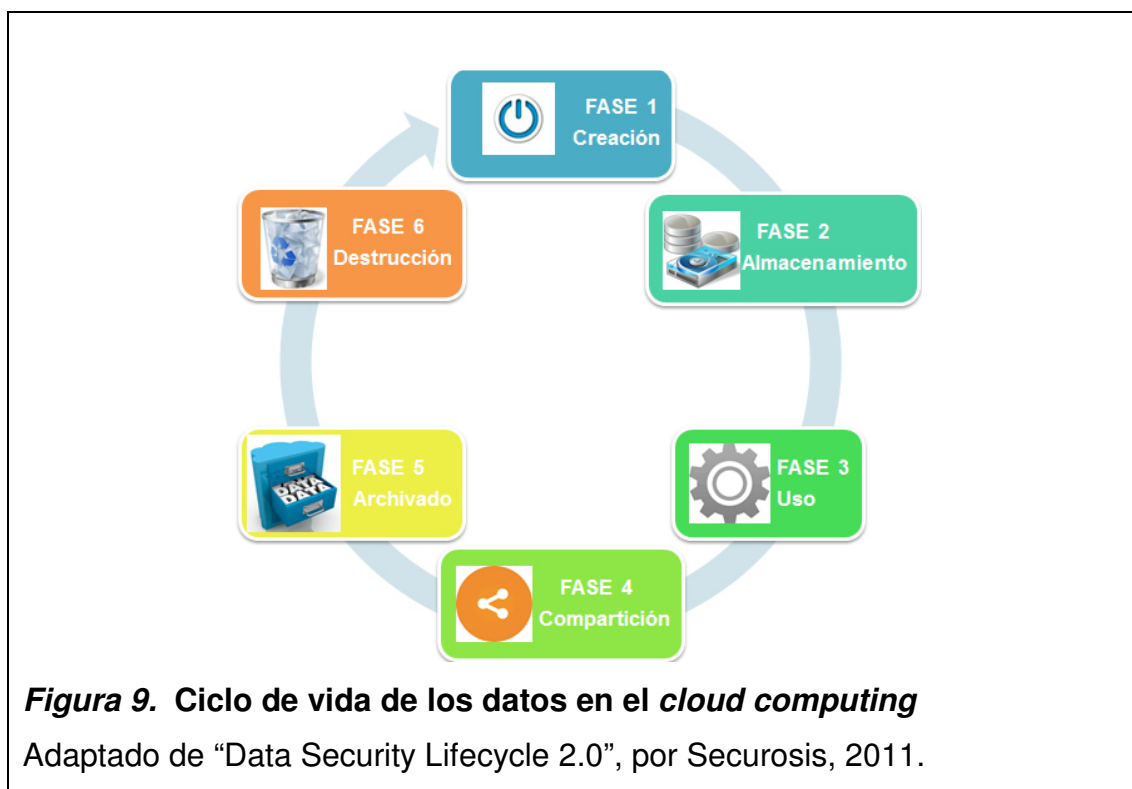 FASE 1
Creación
FASE 2
Almacenamiento
FASE 3
Uso
FASE 4
Compartición
FASE 5
Archivado
DATA
DATA
FASE 6
Destrucción
Figura 9. Ciclo de vida de los datos en el cloud computing
Adaptado de “Data Security Lifecycle 2.0”, por Securosis, 2011.